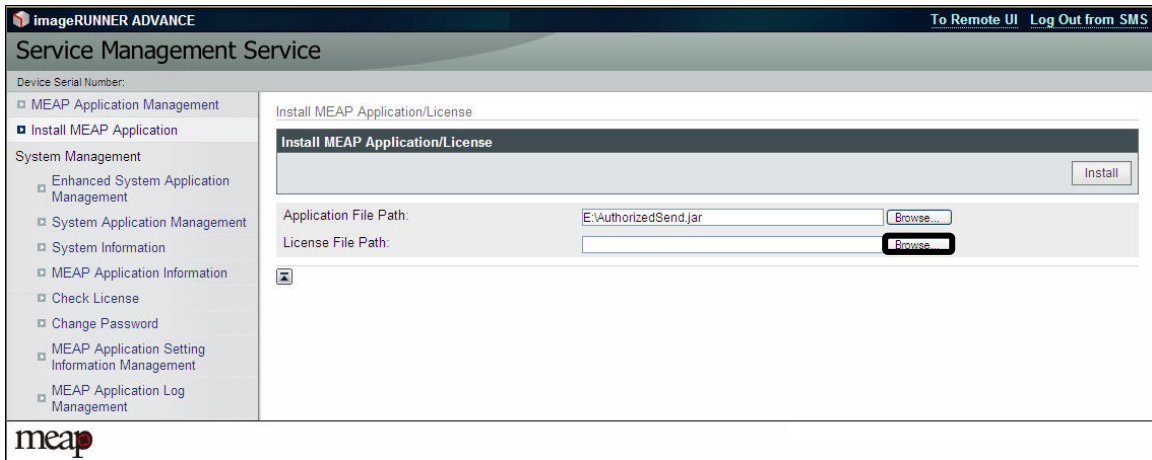 imageRUNNER ADVANCE
To Remote UI Log Out from SMS
Service Management Service
Device Serial Number:
MEAP Application Management
Install MEAP Application
System Management
Enhanced System Application
Management
System Application Management
System Information
MEAP Application Information
Check License
Change Password
MEAP Application Setting
Information Management
MEAP Application Log
Management
Install MEAP Application/License
Install MEAP Application/License
Install
Application File Path:
E:\AuthorizedSend.jar
Browse...
License File Path:
Browse...
meap